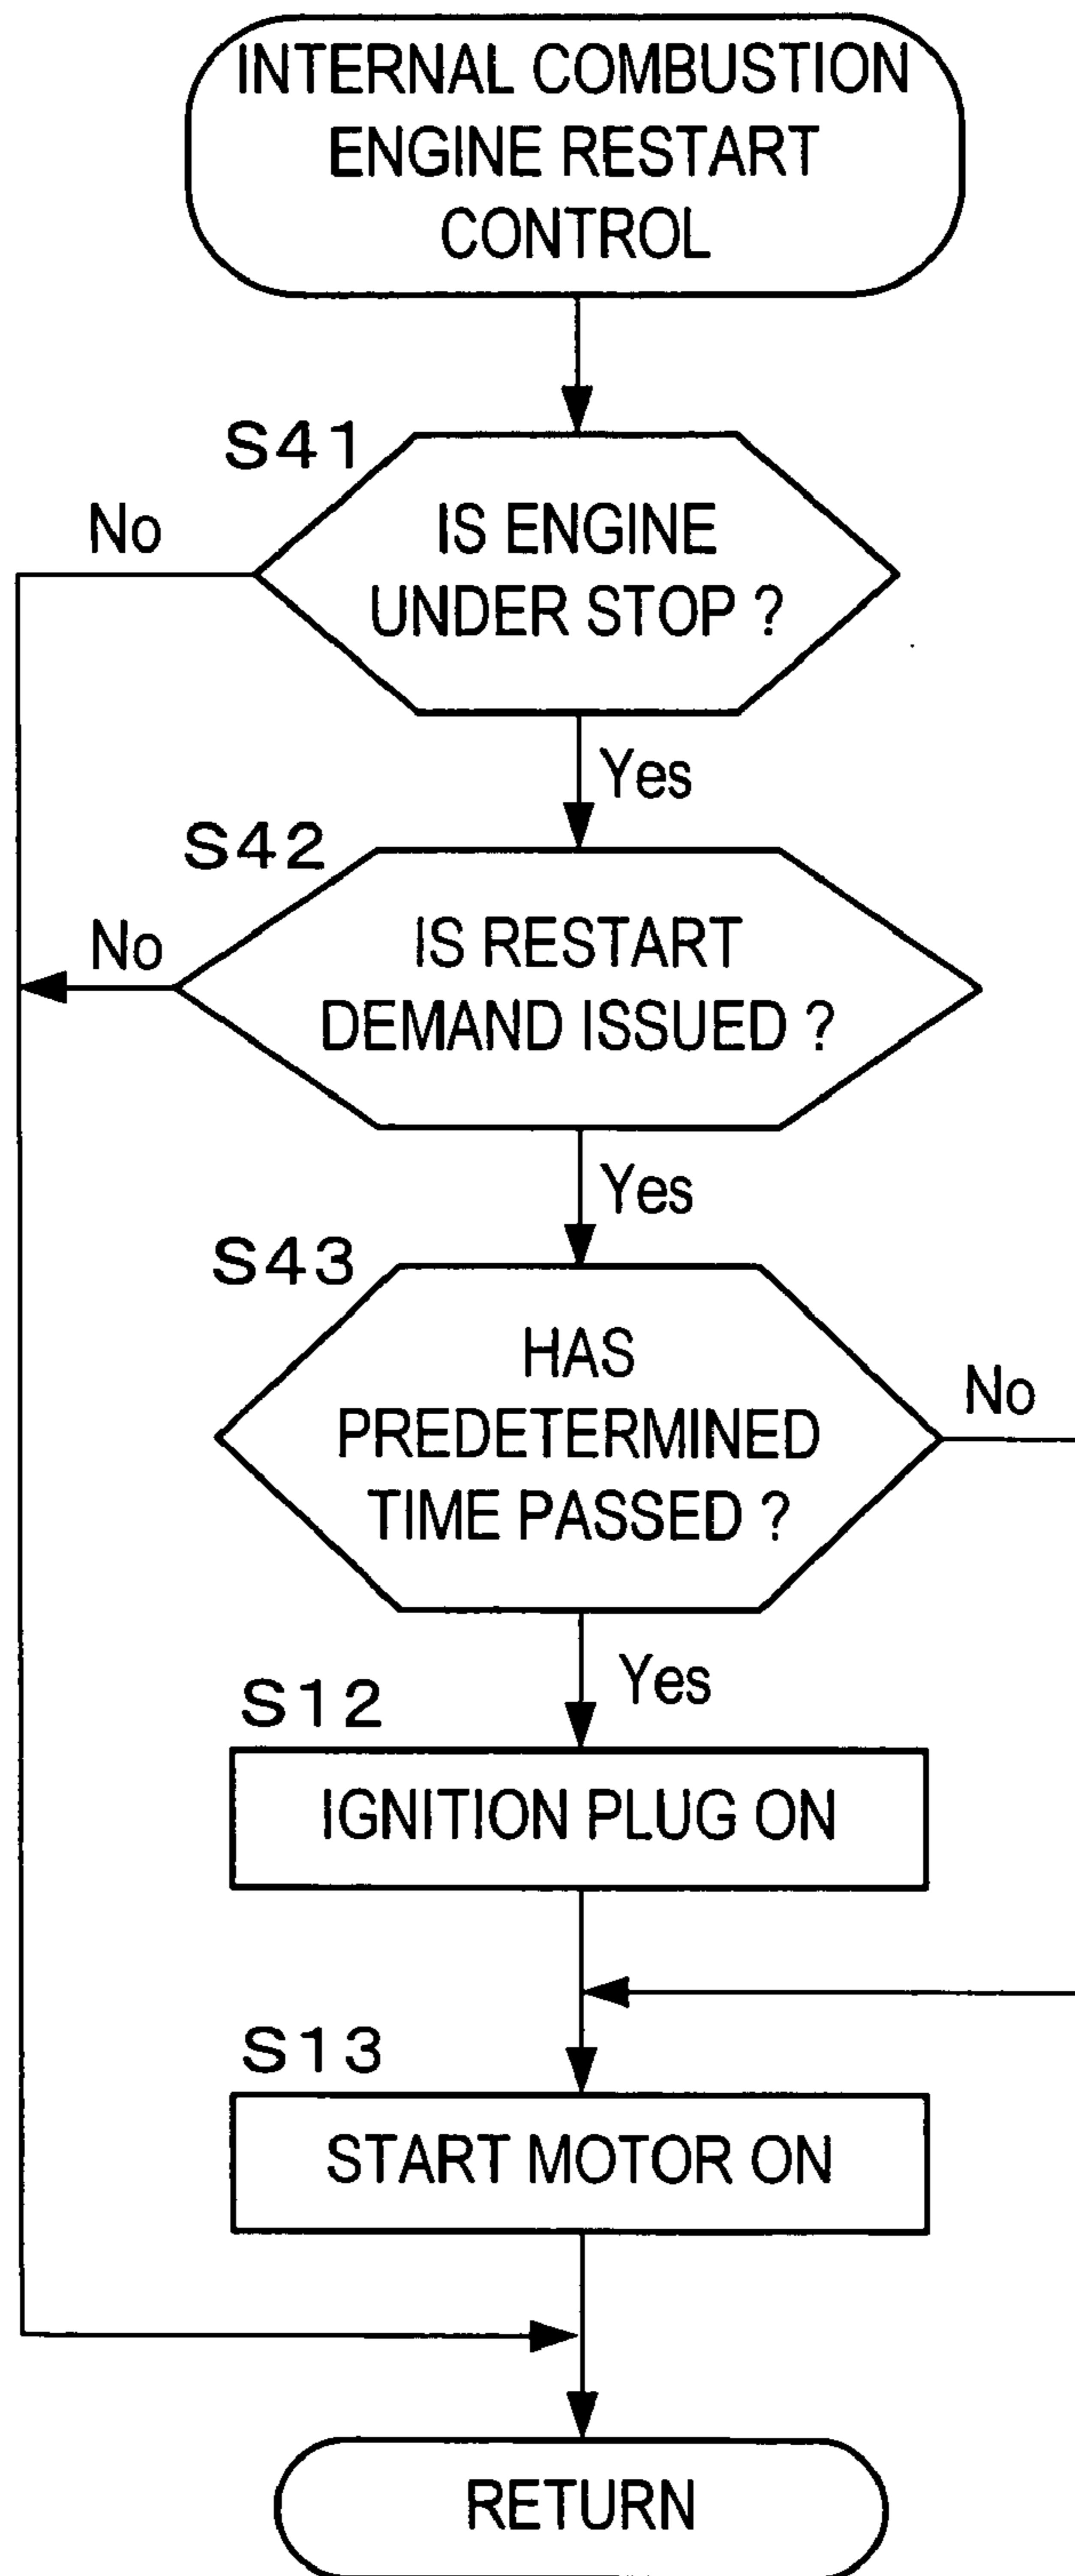 INTERNAL COMBUSTION
ENGINE RESTART
CONTROL
S41
No
IS ENGINE
UNDER STOP ?
Yes
S42
No
IS RESTART
DEMAND ISSUED ?
Yes
S43
HAS
PREDETERMINED
TIME PASSED ?
No
Yes
S12
IGNITION PLUG ON
S13
START MOTOR ON
RETURN